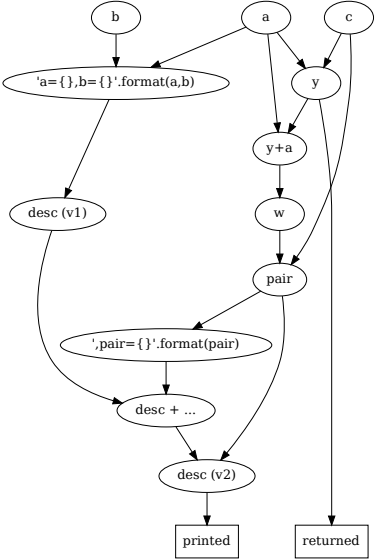 b
a
c
'a={},b={}'.format(a,b)
y
y+a
desc (v1)
w
pair
',pair={}'.format(pair)
desc + ...
desc (v2)
printed
returned